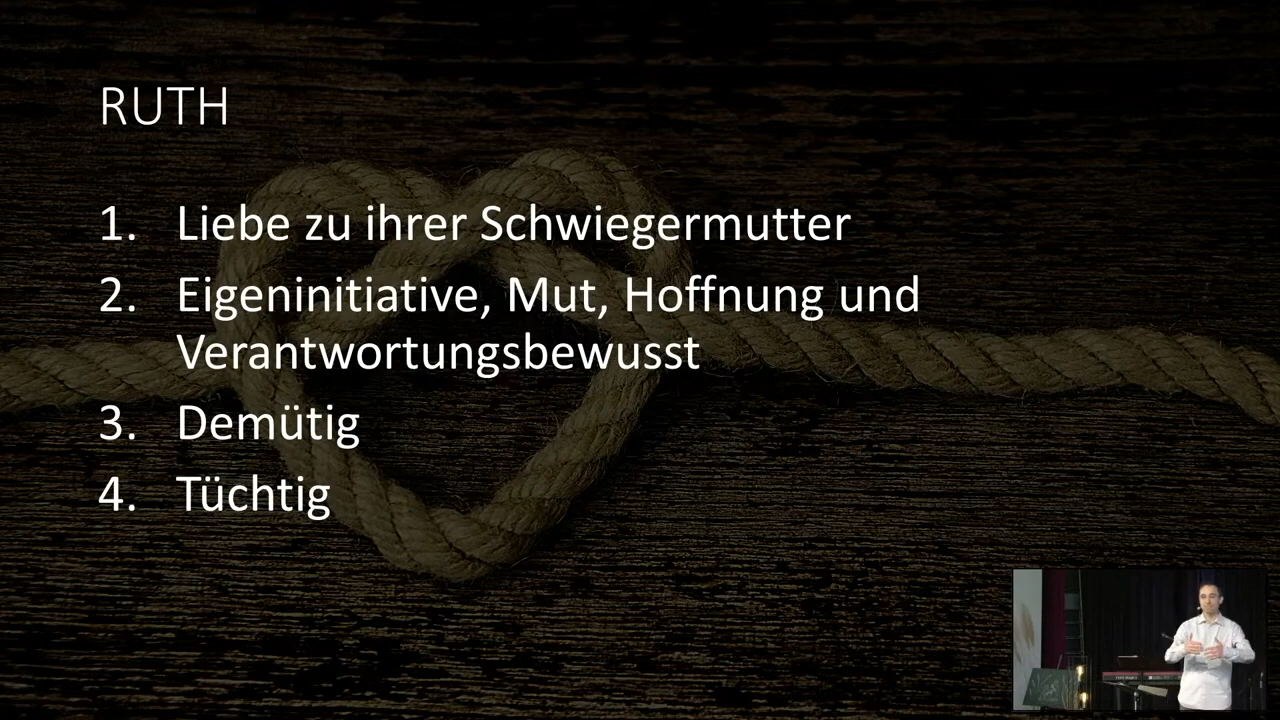 RUTH
1. Liebe zu ihrer Schwiegermutter
2. Eigeninitiative, Mut, Hoffnung und
Verantwortungsbewusst
3. Demütig
4. Tüchtig